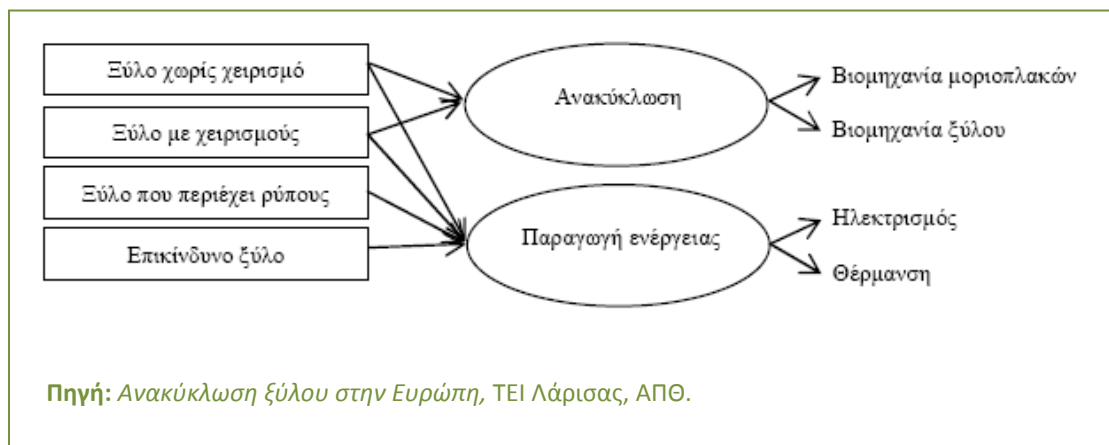 Ξύλο χωρίς χειρισμό
Ξύλο με χειρισμούς
Ξύλο που περιέχει ρύπους
Επικίνδυνο ξύλο
Ανακύκλωση
Παραγωγή ενέργειας
Βιομηχανία μοριοπλακών
Βιομηχανία ξύλου
Ηλεκτρισμός
Θέρμανση
Πηγή: Ανακύκλωση ξύλου στην Ευρώπη, ΤΕΙ Λάρισας, ΑΠΘ.